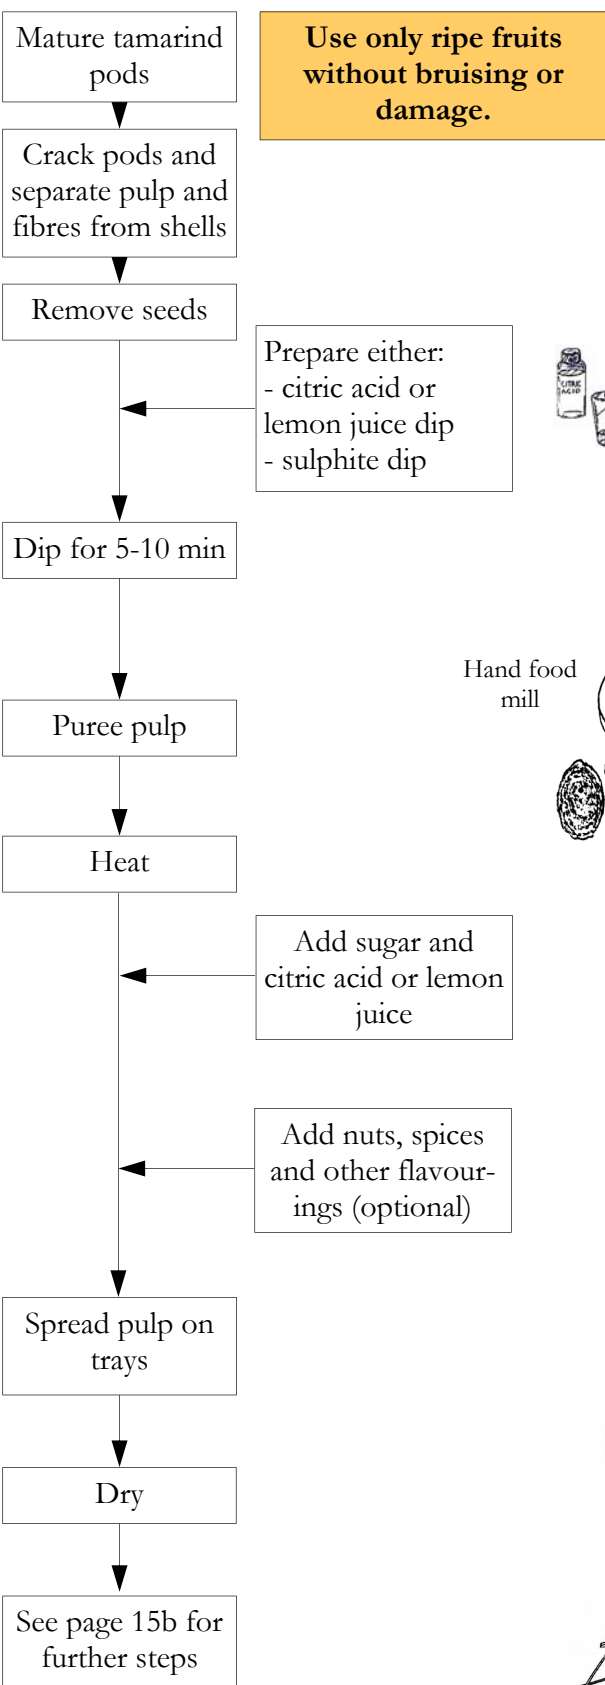 Mature tamarind
pods
Use only ripe fruits
without bruising or
damage.
Crack pods and
separate pulp and
fibres from shells
Remove seeds
Prepare either:
- citric acid or
lemon juice dip
- sulphite dip
CITRIC
ACID
Dip for 5-10 min
Hand food
mill
Puree pulp
Heat
Add sugar and
citric acid or lemon
juice
Add nuts, spices
and other flavour-
ings (optional)
Spread pulp on
trays
Dry
See page 15b for
further steps